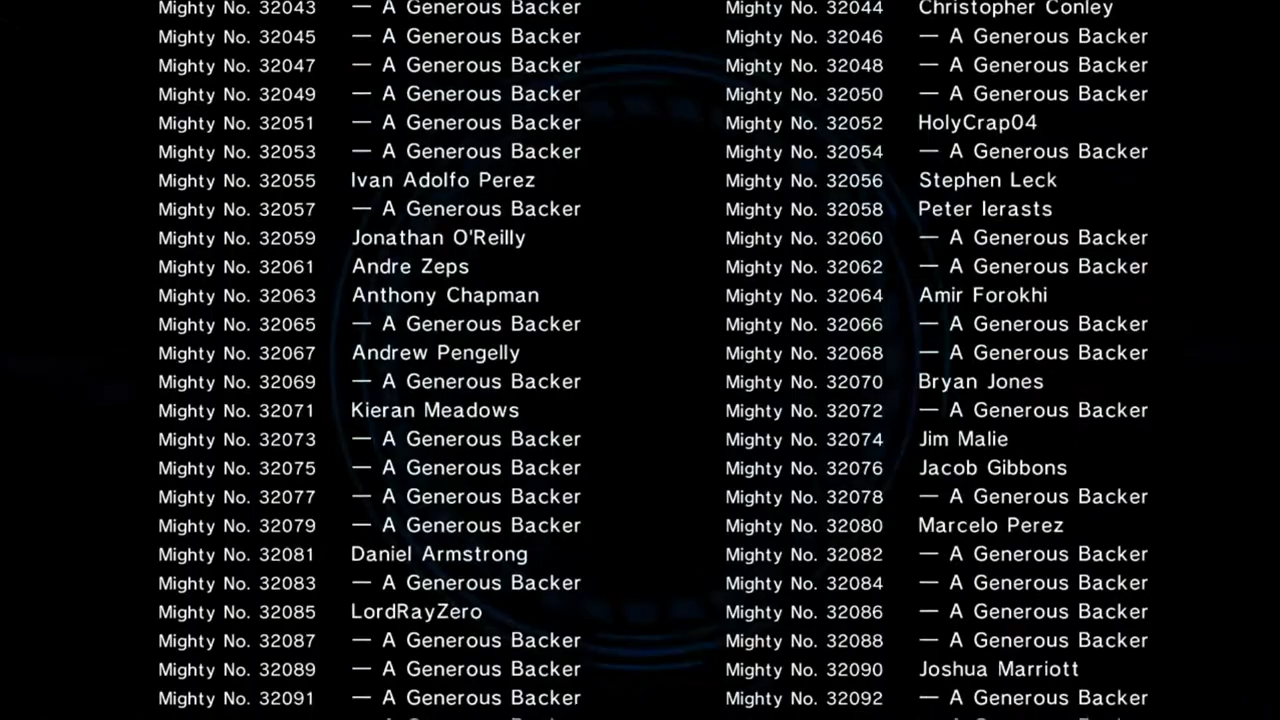 Mighty No. 32043 — A Generous Backer Mighty No. 32044 Christopher Conley
Mighty No. 32045 — A Generous Backer Mighty No. 32046 — A Generous Backer
Mighty No. 32047 — A Generous Backer Mighty No. 32048 — A Generous Backer
Mighty No. 32049 — A Generous Backer Mighty No. 32050 — A Generous Backer
Mighty No. 32051 — A Generous Backer Mighty No. 32052 HolyCrap04
Mighty No. 32053 — A Generous Backer Mighty No. 32054 — A Generous Backer
Mighty No. 32055 Ivan Adolfo Perez Mighty No. 32056 Stephen Leck
Mighty No. 32057 — A Generous Backer Mighty No. 32058 Peter Ierasts
Mighty No. 32059 Jonathan O'Reilly Mighty No. 32060 — A Generous Backer
Mighty No. 32061 Andre Zeps Mighty No. 32062 — A Generous Backer
Mighty No. 32063 Anthony Chapman Mighty No. 32064 Amir Forokhi
Mighty No. 32065 — A Generous Backer Mighty No. 32066 — A Generous Backer
Mighty No. 32067 Andrew Pengelly Mighty No. 32068 — A Generous Backer
Mighty No. 32069 — A Generous Backer Mighty No. 32070 Bryan Jones
Mighty No. 32071 Kieran Meadows Mighty No. 32072 — A Generous Backer
Mighty No. 32073 — A Generous Backer Mighty No. 32074 Jim Malie
Mighty No. 32075 — A Generous Backer Mighty No. 32076 Jacob Gibbons
Mighty No. 32077 — A Generous Backer Mighty No. 32078 — A Generous Backer
Mighty No. 32079 — A Generous Backer Mighty No. 32080 Marcelo Perez
Mighty No. 32081 Daniel Armstrong Mighty No. 32082 — A Generous Backer
Mighty No. 32083 — A Generous Backer Mighty No. 32084 — A Generous Backer
Mighty No. 32085 LordRayZero Mighty No. 32086 — A Generous Backer
Mighty No. 32087 — A Generous Backer Mighty No. 32088 — A Generous Backer
Mighty No. 32089 — A Generous Backer Mighty No. 32090 Joshua Marriott
Mighty No. 32091 — A Generous Backer Mighty No. 32092 — A Generous Backer